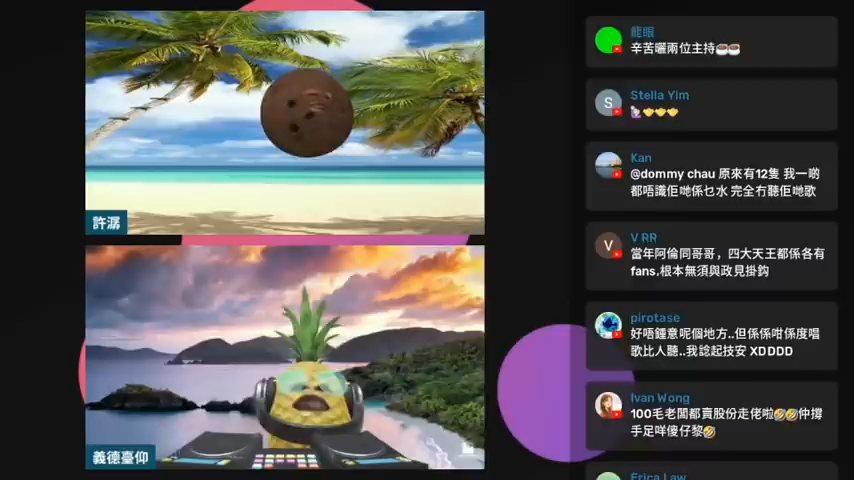 許潺
義德臺仰
龍眼
辛苦曬兩位主持☕☕
Stella Yim
Kan
@dommy chau 原來有12隻 我一啲
都唔識佢哋係乜水 完全冇聽佢哋歌
V RR
當年阿倫同哥哥，四大天王都係各有
fans,根本無須與政見掛鈎
pirotase
好唔鍾意呢個地方..但係係咁係度唱
歌比人聽..我諗起技安 XDDDD
Ivan Wong
100毛老闆都賣股份走佬啦🤣🤣仲撐
手足咩傻仔黎🤣
Erica Law